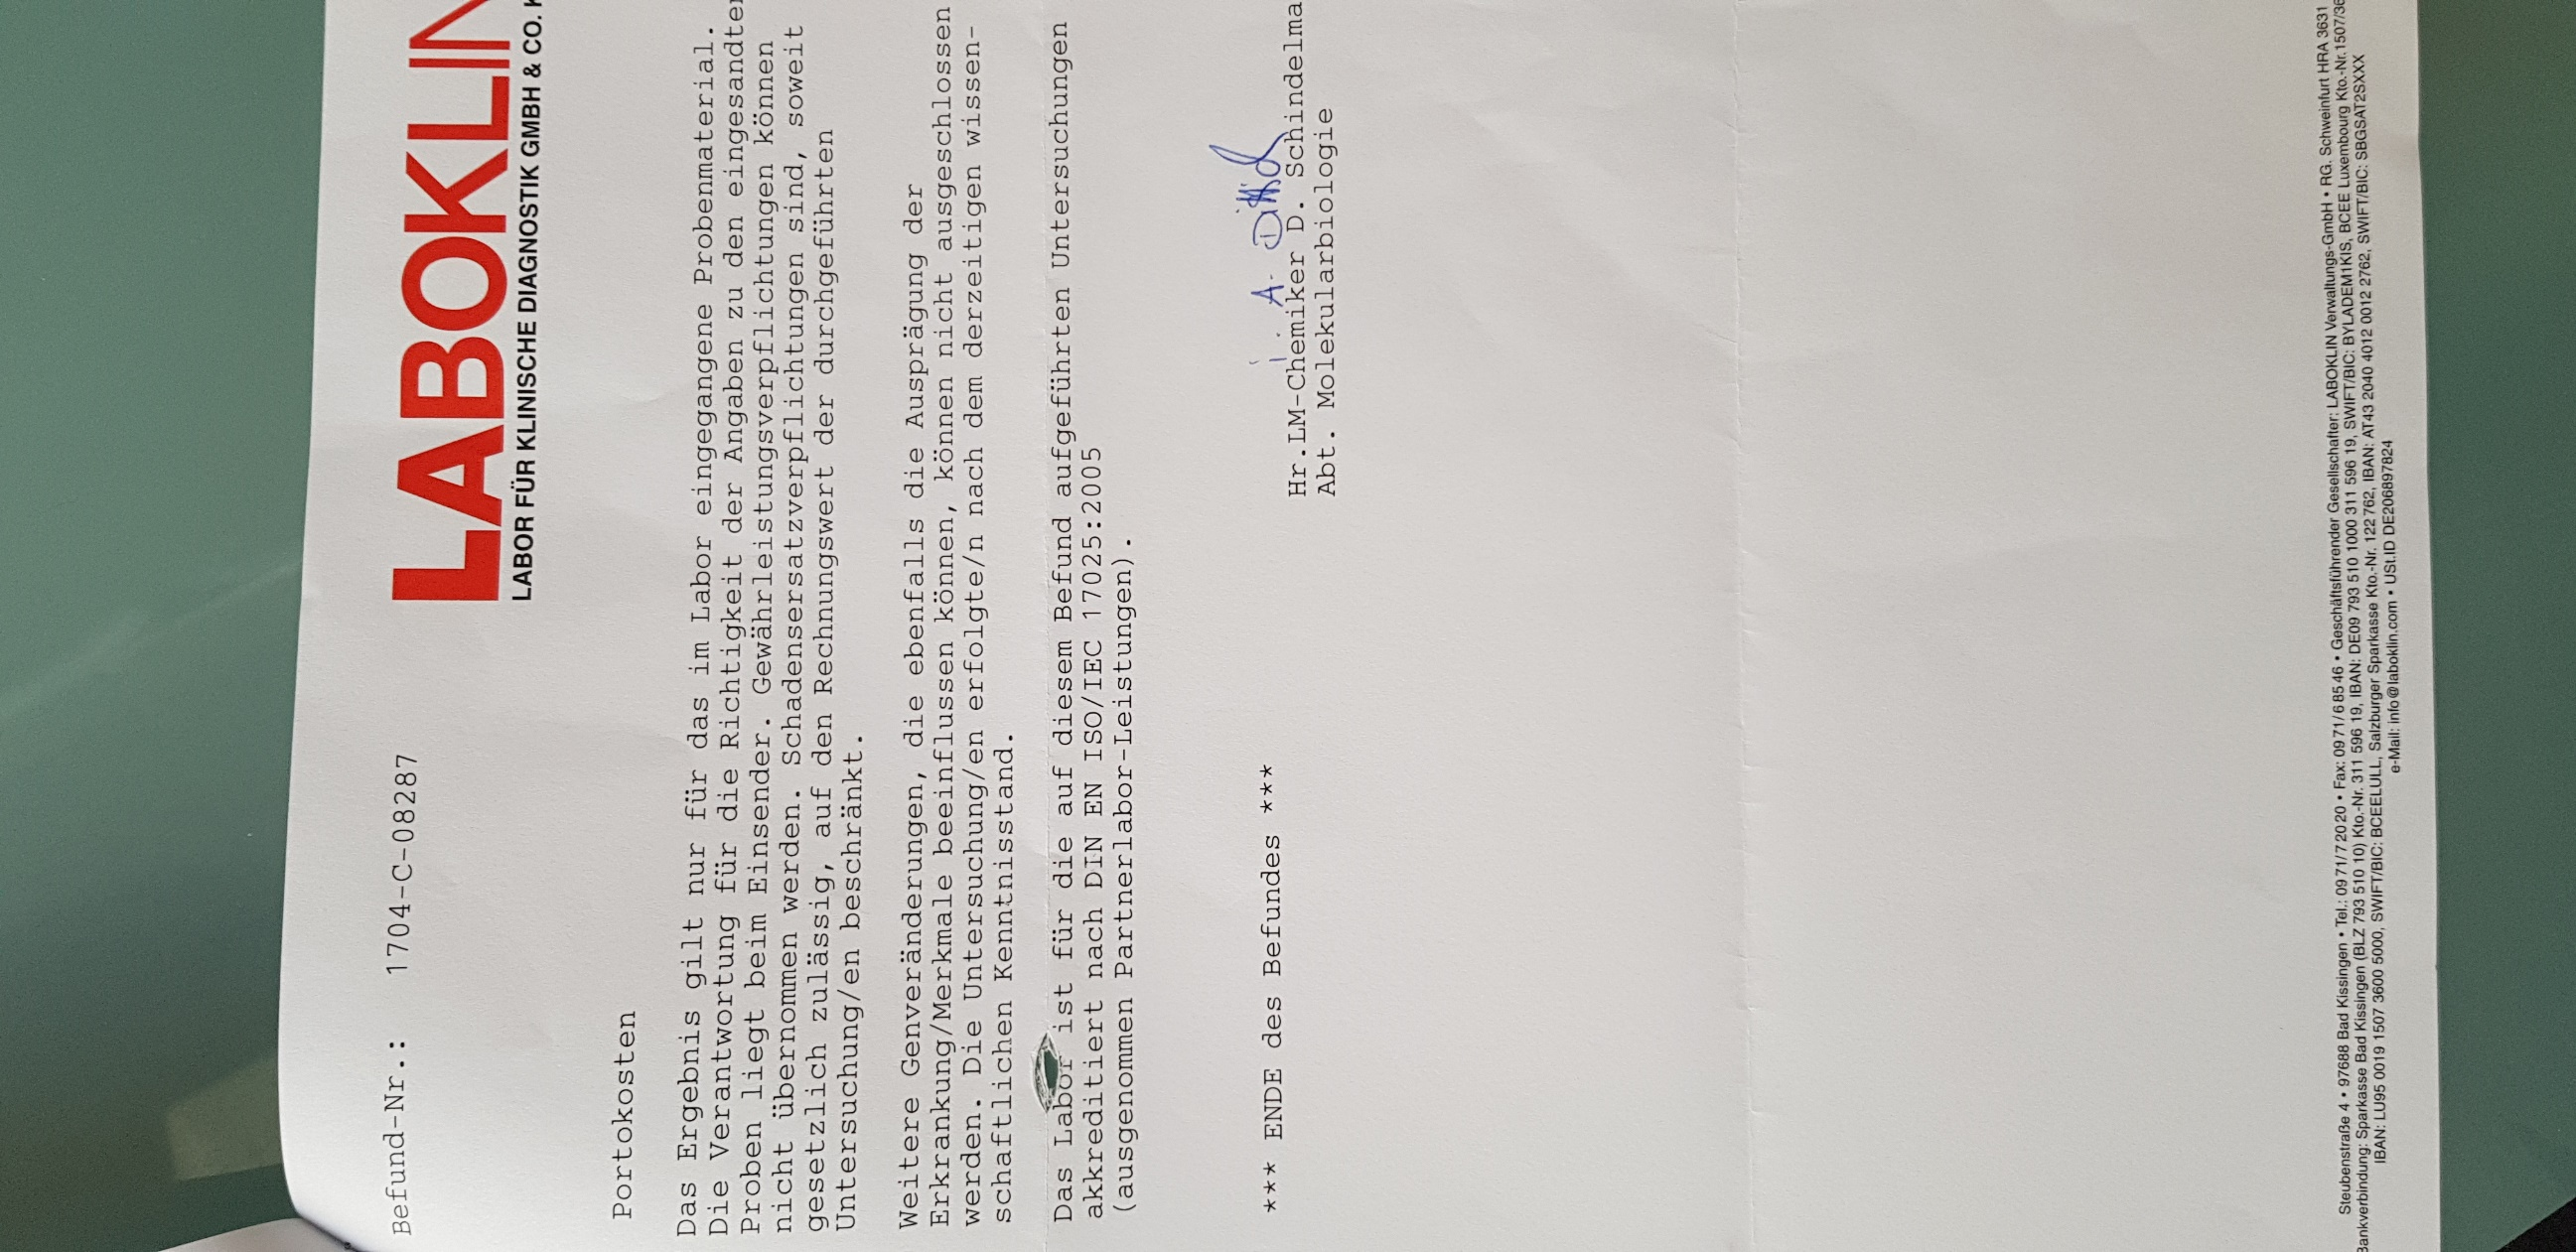 LABOKLIN
LABOR FÜR KLINISCHE DIAGNOSTIK GMBH & CO.
Befund-Nr.: 1704-C-08287
Portokosten
Das Ergebnis gilt nur für das im Labor eingegangene Probenmaterial.
Die Verantwortung für die Richtigkeit der Angaben zu den eingesandten
Proben liegt beim Einsender. Gewährleistungsverpflichtungen können
nicht übernommen werden. Schadensersatzverpflichtungen sind, soweit
gesetzlich zulässig, auf den Rechnungswert der durchgeführten
Untersuchung/en beschränkt.
Weitere Genveränderungen, die ebenfalls die Ausprägung der
Erkrankung/Merkmale beeinflussen können, können nicht ausgeschlossen
werden. Die Untersuchung/en erfolgte/n nach dem derzeitigen wissen-
schaftlichen Kenntnisstand.
Das Labor ist für die auf diesem Befund aufgeführten Untersuchungen
akkreditiert nach DIN EN ISO/IEC 17025:2005
(ausgenommen Partnerlabor-Leistungen).
i. A.
Hr.LM-Chemiker D. Schindelma
Abt. Molekularbiologie
*** ENDE des Befundes ***
Steubenstraße 4 • 97688 Bad Kissingen • Tel.: 0971/7 20 20 • Fax: 09 71/6 85 46 • Geschäftsführender Gesellschafter: LABOKLIN Verwaltungs-GmbH • RG. Schweinfurt HRA 3631
Bankverbindung: Sparkasse Bad Kissingen (BLZ 793 510 10) Kto.-Nr. 311 596 19, IBAN: DE09 793 510 1000 311 596 19, SWIFT/BIC: BYLADEM1KIS, BCEE Luxembourg Kto.-Nr. 1507/36
IBAN: LU95 0019 1507 3600 5000, SWIFT/BIC: BCEELULL, Salzburger Sparkasse Kto.-Nr. 122 762, IBAN: AT43 2040 4012 0012 2762, SWIFT/BIC: SBGSAT2SXXX
e-Mail: info@laboklin.com • USt.ID DE206897824